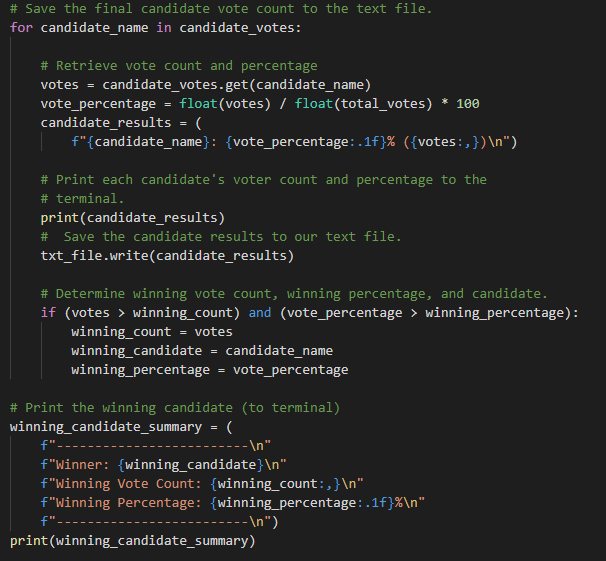 # Save the final candidate vote count to the text file.
for candidate_name in candidate_votes:
# Retrieve vote count and percentage
votes = candidate_votes.get(candidate_name)
vote_percentage = float(votes) / float(total_votes) * 100
candidate_results = (
f"{candidate_name}: {vote_percentage:.1f}% ({votes:,})\n")
# Print each candidate's voter count and percentage to the
# terminal.
print(candidate_results)
#  Save the candidate results to our text file.
txt_file.write(candidate_results)
# Determine winning vote count, winning percentage, and candidate.
if (votes > winning_count) and (vote_percentage > winning_percentage):
winning_count = votes
winning_candidate = candidate_name
winning_percentage = vote_percentage
# Print the winning candidate (to terminal)
winning_candidate_summary = (
f"-------------------------\n"
f"Winner: {winning_candidate}\n"
f"Winning Vote Count: {winning_count:,}\n"
f"Winning Percentage: {winning_percentage:.1f}%\n"
f"-------------------------\n")
print(winning_candidate_summary)